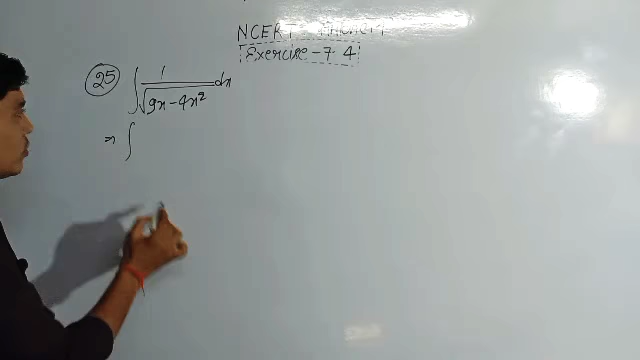 NCERT
Exercise-7.4
25 ∫ 1/√(9x-4x²) dx
⇒ ∫